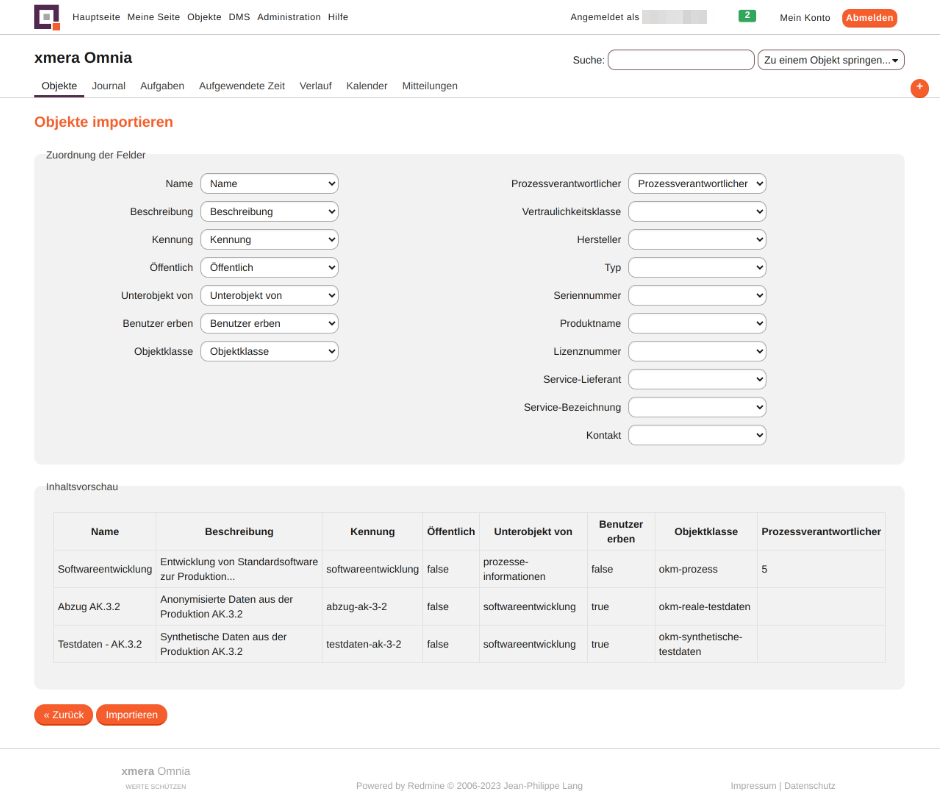 Hauptseite Meine Seite Objekte DMS Administration Hilfe Angemeldet als 2 Mein Konto Abmelden
xmera Omnia Suche: Zu einem Objekt springen...
Objekte Journal Aufgaben Aufgewendete Zeit Verlauf Kalender Mitteilungen +
Objekte importieren
Zuordnung der Felder
Name Name Prozessverantwortlicher Prozessverantwortlicher
Beschreibung Beschreibung Vertraulichkeitsklasse
Kennung Kennung Hersteller
Öffentlich Öffentlich Typ
Unterobjekt von Unterobjekt von Seriennummer
Benutzer erben Benutzer erben Produktname
Objektklasse Objektklasse Lizenznummer
Service-Lieferant
Service-Bezeichnung
Kontakt
Inhaltsvorschau
Name Beschreibung Kennung Öffentlich Unterobjekt von Benutzer erben Objektklasse Prozessverantwortlicher
Softwareentwicklung Entwicklung von Standardsoftware zur Produktion... softwareentwicklung false prozesse-informationen false okm-prozess 5
Abzug AK.3.2 Anonymisierte Daten aus der Produktion AK.3.2 abzug-ak-3-2 false softwareentwicklung true okm-reale-testdaten
Testdaten - AK.3.2 Synthetische Daten aus der Produktion AK.3.2 testdaten-ak-3-2 false softwareentwicklung true okm-synthetische-testdaten
« Zurück Importieren
xmera Omnia
WERTE SCHÜTZEN Powered by Redmine © 2006-2023 Jean-Philippe Lang Impressum | Datenschutz